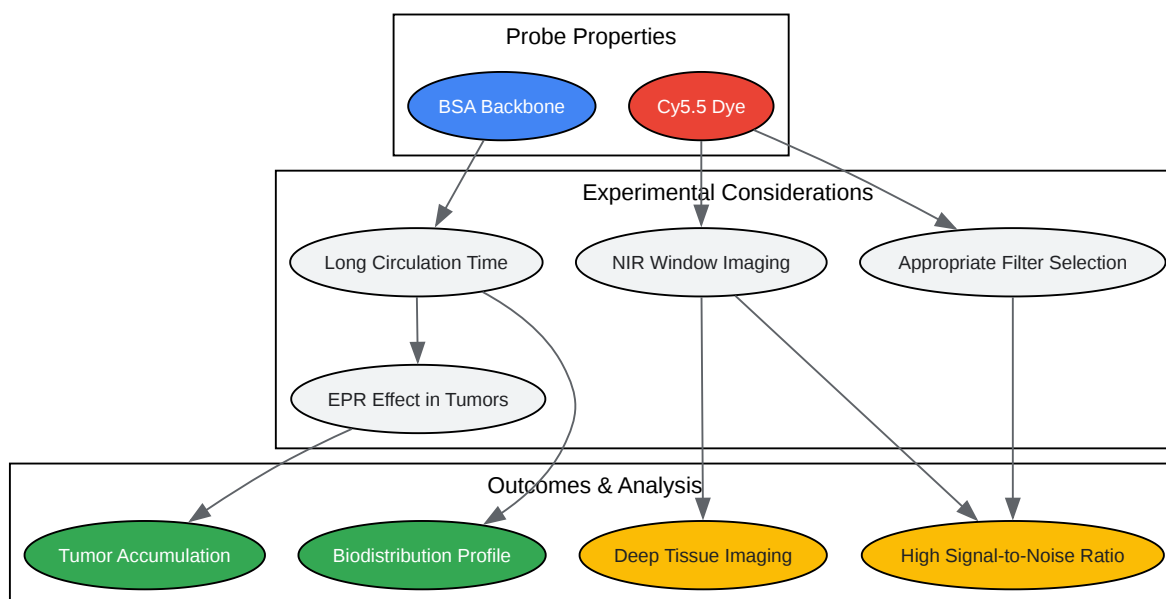 Probe Properties
BSA Backbone
Cy5.5 Dye
Experimental Considerations
Long Circulation Time
NIR Window Imaging
Appropriate Filter Selection
EPR Effect in Tumors
Outcomes & Analysis
Tumor Accumulation
Biodistribution Profile
Deep Tissue Imaging
High Signal-to-Noise Ratio